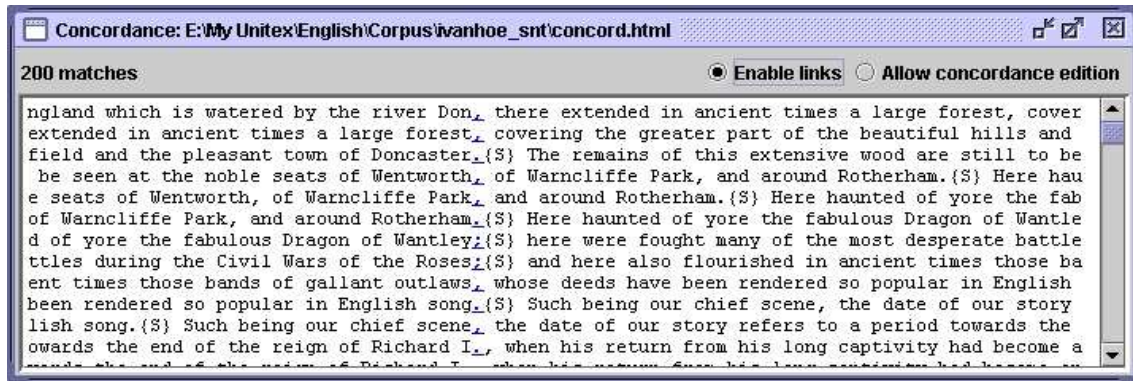 Concordance: E:\My Unitex\English\Corpus\ivanhoe_snt\concord.html
200 matches Enable links Allow concordance edition
ngland which is watered by the river Don, there extended in ancient times a large forest, cover
extended in ancient times a large forest, covering the greater part of the beautiful hills and
field and the pleasant town of Doncaster.{S} The remains of this extensive wood are still to be
be seen at the noble seats of Wentworth, of Warncliffe Park, and around Rotherham.{S} Here hau
e seats of Wentworth, of Warncliffe Park, and around Rotherham.{S} Here haunted of yore the fab
of Warncliffe Park, and around Rotherham.{S} Here haunted of yore the fabulous Dragon of Wantle
d of yore the fabulous Dragon of Wantley;{S} here were fought many of the most desperate battle
ttles during the Civil Wars of the Roses;{S} and here also flourished in ancient times those ba
ent times those bands of gallant outlaws, whose deeds have been rendered so popular in English
been rendered so popular in English song.{S} Such being our chief scene, the date of our story
lish song.{S} Such being our chief scene, the date of our story refers to a period towards the
owards the end of the reign of Richard I., when his return from his long captivity had become a